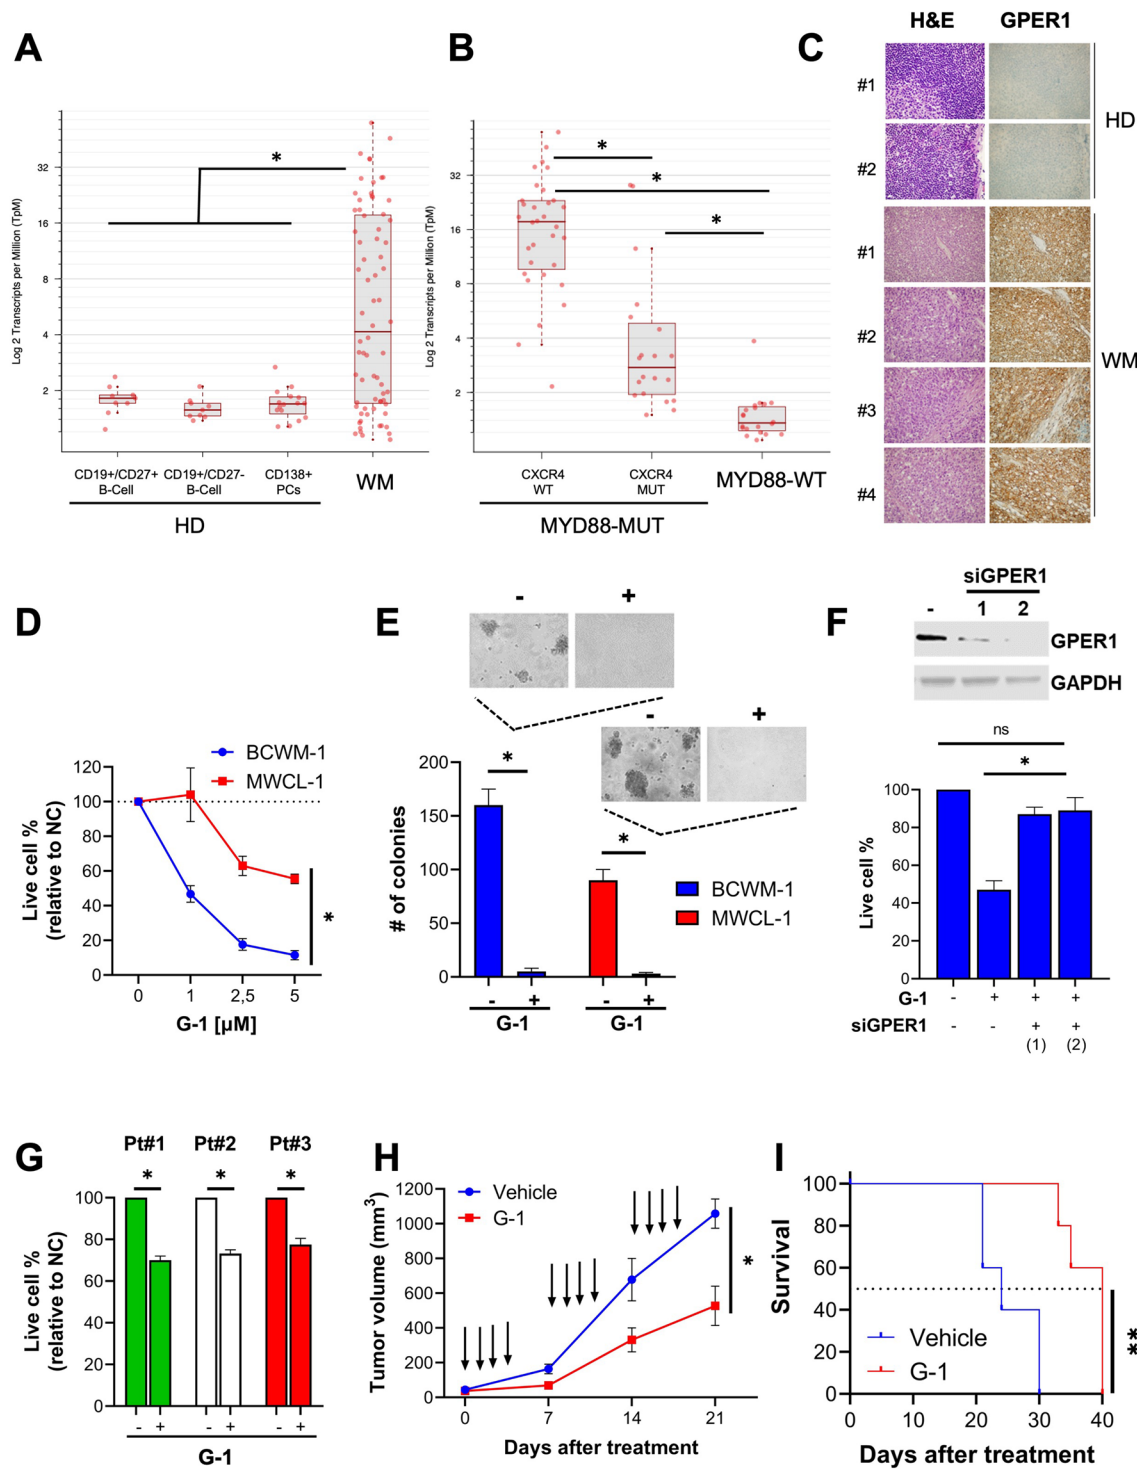 A
Log 2 Transcripts per Million (TpM)
32
16
8
4
2
*
CD19+/CD27+
B-Cell
CD19+/CD27-
B-Cell
CD138+
PCs
WM
HD
B
Log 2 Transcripts per Million (TpM)
32
16
8
4
2
*
*
*
CXCR4
WT
CXCR4
MUT
MYD88-WT
MYD88-MUT
C
H&E GPER1
#1
#2
HD
#1
#2
#3
#4
WM
D
BCWM-1
MWCL-1
Live cell %
(relative to NC)
120
100
80
60
40
20
0
*
0 1 2,5 5
G-1 [µM]
E
- +
- +
# of colonies
200
150
100
50
0
*
*
BCWM-1
MWCL-1
- + - +
G-1 G-1
F
siGPER1
- 1 2
GPER1
GAPDH
ns
*
Live cell %
100
80
60
40
20
0
G-1 - + + +
siGPER1 - - + +
(1) (2)
G
Pt#1 Pt#2 Pt#3
* * *
Live cell %
(relative to NC)
100
80
60
40
20
0
- + - + - +
G-1
H
Vehicle
G-1
Tumor volume (mm3)
1200
1000
800
600
400
200
0
*
0 7 14 21
Days after treatment
I
Survival
100
80
60
40
20
0
Vehicle
G-1
**
0 10 20 30 40
Days after treatment